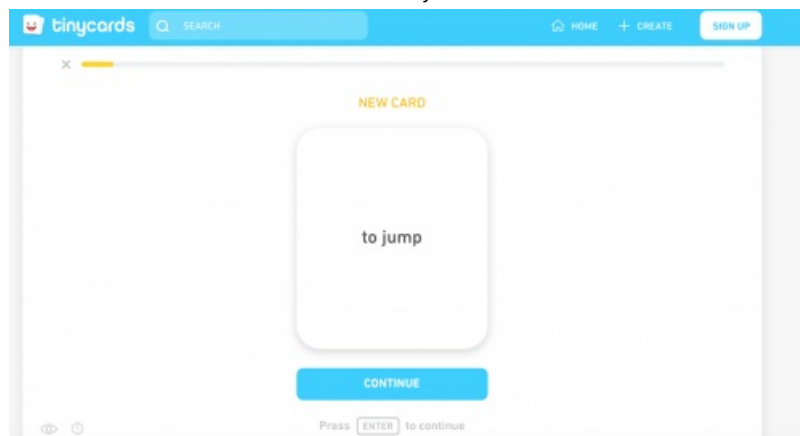 tinycards SEARCH HOME + CREATE SIGN UP
×
NEW CARD
to jump
CONTINUE
Press ENTER to continue